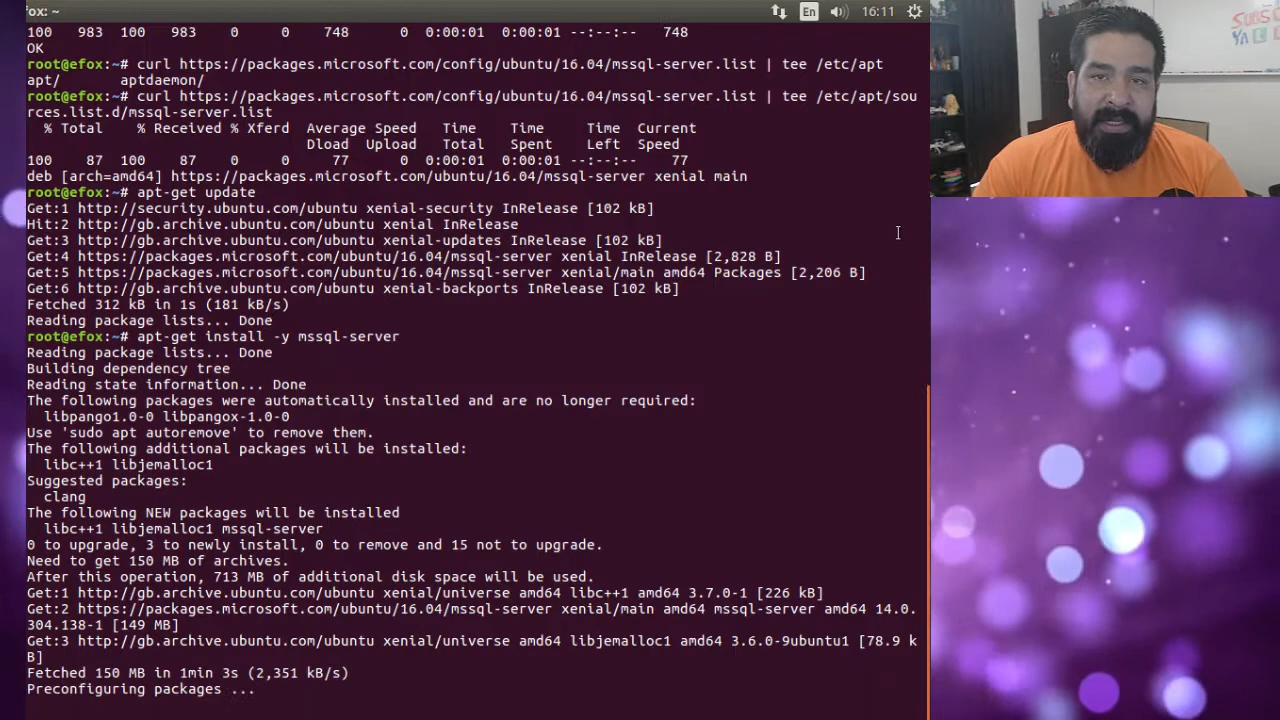 fox: ~
En
16:11
100   983  100   983    0     0    748      0  0:00:01  0:00:01 --:--:--   748
OK
root@efox:~# curl https://packages.microsoft.com/config/ubuntu/16.04/mssql-server.list | tee /etc/apt
apt/       aptdaemon/
root@efox:~# curl https://packages.microsoft.com/config/ubuntu/16.04/mssql-server.list | tee /etc/apt/sou
rces.list.d/mssql-server.list
% Total    % Received % Xferd  Average Speed   Time    Time     Time  Current
Dload  Upload   Total   Spent    Left  Speed
100    87  100    87    0     0     77      0  0:00:01  0:00:01 --:--:--    77
deb [arch=amd64] https://packages.microsoft.com/ubuntu/16.04/mssql-server xenial main
root@efox:~# apt-get update
Get:1 http://security.ubuntu.com/ubuntu xenial-security InRelease [102 kB]
Hit:2 http://gb.archive.ubuntu.com/ubuntu xenial InRelease
Get:3 http://gb.archive.ubuntu.com/ubuntu xenial-updates InRelease [102 kB]
Get:4 https://packages.microsoft.com/ubuntu/16.04/mssql-server xenial InRelease [2,828 B]
Get:5 https://packages.microsoft.com/ubuntu/16.04/mssql-server xenial/main amd64 Packages [2,206 B]
Get:6 http://gb.archive.ubuntu.com/ubuntu xenial-backports InRelease [102 kB]
Fetched 312 kB in 1s (181 kB/s)
Reading package lists... Done
root@efox:~# apt-get install -y mssql-server
Reading package lists... Done
Building dependency tree
Reading state information... Done
The following packages were automatically installed and are no longer required:
libpango1.0-0 libpangox-1.0-0
Use 'sudo apt autoremove' to remove them.
The following additional packages will be installed:
libc++1 libjemalloc1
Suggested packages:
clang
The following NEW packages will be installed
libc++1 libjemalloc1 mssql-server
0 to upgrade, 3 to newly install, 0 to remove and 15 not to upgrade.
Need to get 150 MB of archives.
After this operation, 713 MB of additional disk space will be used.
Get:1 http://gb.archive.ubuntu.com/ubuntu xenial/universe amd64 libc++1 amd64 3.7.0-1 [226 kB]
Get:2 https://packages.microsoft.com/ubuntu/16.04/mssql-server xenial/main amd64 mssql-server amd64 14.0.
304.138-1 [149 MB]
Get:3 http://gb.archive.ubuntu.com/ubuntu xenial/universe amd64 libjemalloc1 amd64 3.6.0-9ubuntu1 [78.9 k
B]
Fetched 150 MB in 1min 3s (2,351 kB/s)
Preconfiguring packages ...
SUBS
YA